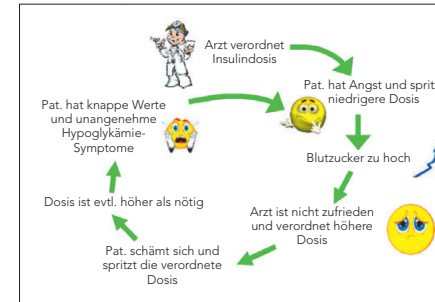 Arzt verordnet
Insulindosis
Pat. hat Angst und sprit
niedrigere Dosis
Blutzucker zu hoch
Arzt ist nicht zufrieden
und verordnet höhere
Dosis
Pat. schämt sich und
spritzt die verordnete
Dosis
Dosis ist evtl. höher als nötig
Pat. hat knappe Werte
und unangenehme
Hypoglykämie-
Symptome